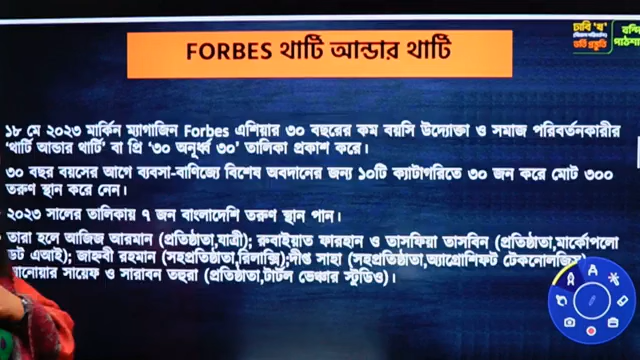 FORBES থার্টি আন্ডার থার্টি
ঢাবি 'খ'
ভর্তি প্রস্তুতি
১৮ মে ২০২৩ মার্কিন ম্যাগাজিন Forbes এশিয়ার ৩০ বছরের কম বয়সি উদ্যোক্তা ও সমাজ পরিবর্তনকারীর
'থার্টি আন্ডার থার্টি' বা প্রি '৩০ অনূর্ধ্ব ৩০' তালিকা প্রকাশ করে।
৩০ বছর বয়সের আগে ব্যবসা-বাণিজ্যে বিশেষ অবদানের জন্য ১০টি ক্যাটাগরিতে ৩০ জন করে মোট ৩০০
তরুণ স্থান করে নেন।
২০২৩ সালের তালিকায় ৭ জন বাংলাদেশি তরুণ স্থান পান।
তারা হলে আজিজ আরমান (প্রতিষ্ঠাতা,যাত্রী); রুবাইয়াত ফারহান ও তাসফিয়া তাসবিন (প্রতিষ্ঠাতা,মার্কোপলো
ডট এআই); জাহ্নবী রহমান (সহপ্রতিষ্ঠাতা,রিলাক্সি);দীপ্ত সাহা (সহপ্রতিষ্ঠাতা,অ্যাগ্রোশিফট টেকনোলজিস)
আনোয়ার সায়েফ ও সারাবন তহুরা (প্রতিষ্ঠাতা,টার্টল ভেঞ্চার স্টুডিও)।